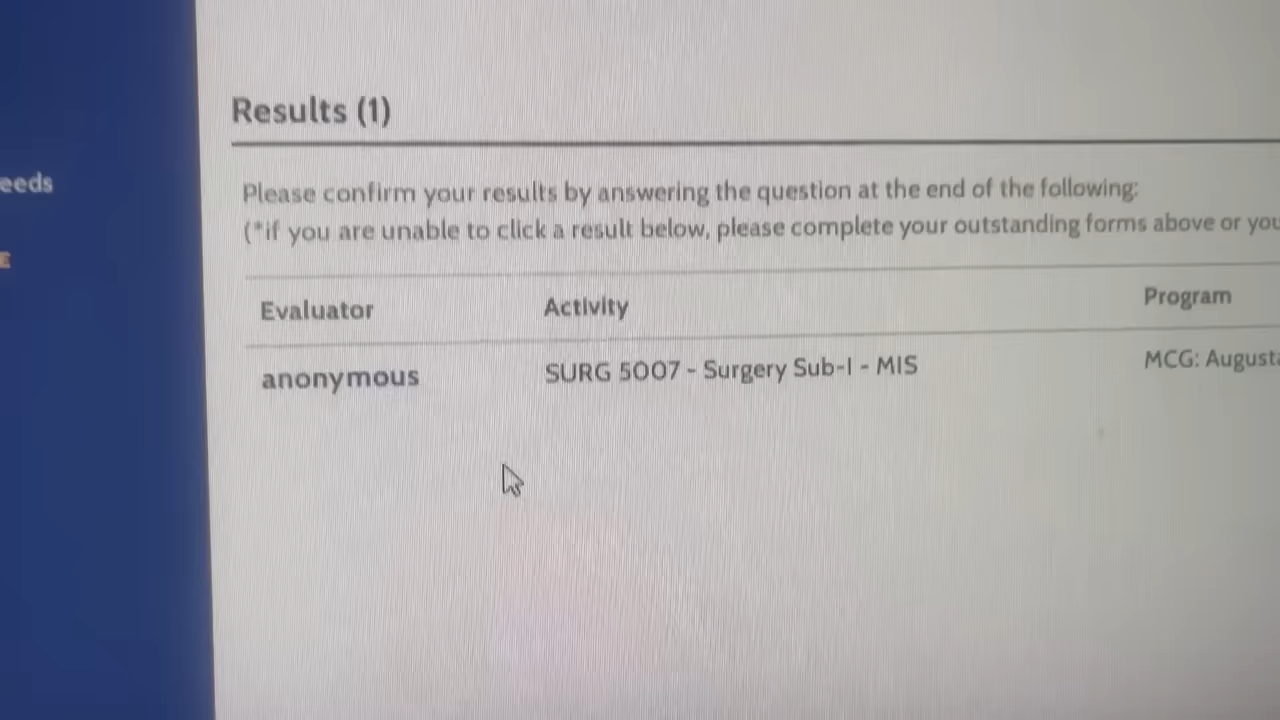 Results (1)
eeds
Please confirm your results by answering the question at the end of the following:
(*if you are unable to click a result below, please complete your outstanding forms above or you
Evaluator Activity Program
anonymous SURG 5007 - Surgery Sub-I - MIS MCG: Augusta